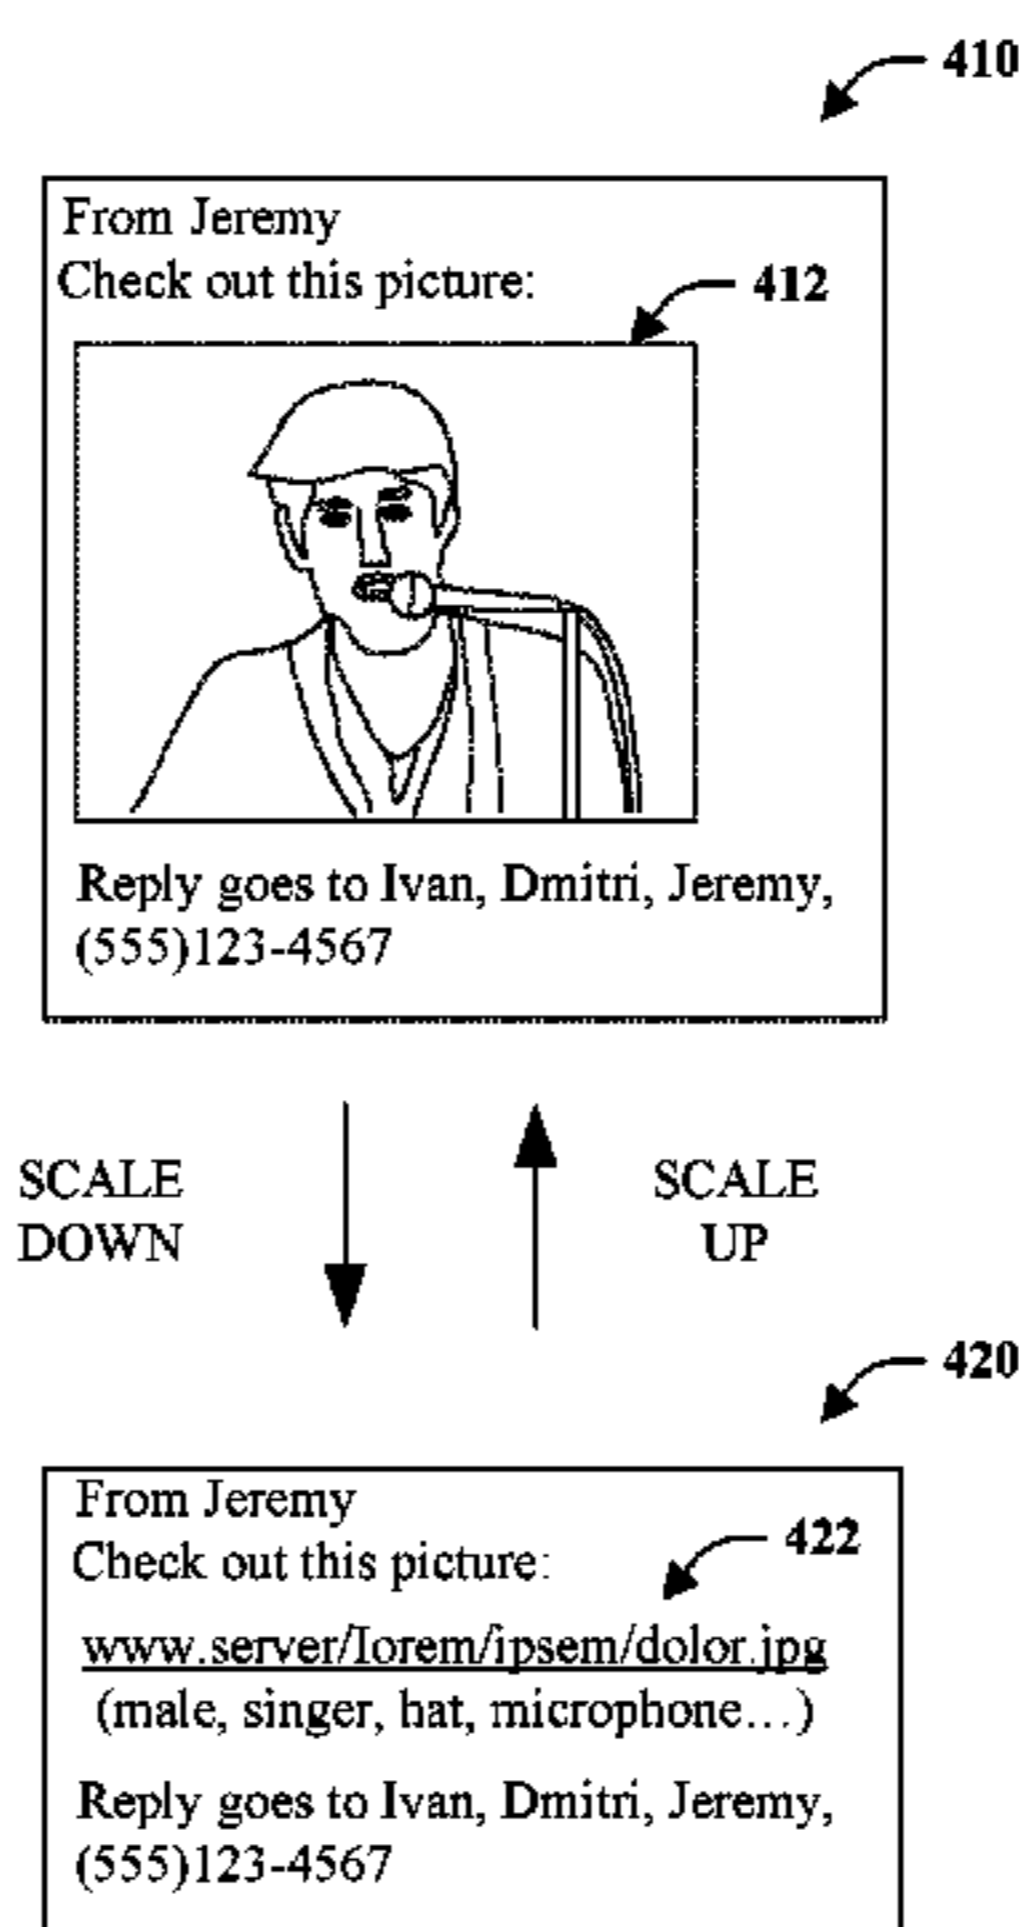 410
From Jeremy
Check out this picture:
412
Reply goes to Ivan, Dmitri, Jeremy,
(555)123-4567
SCALE
DOWN
SCALE
UP
420
From Jeremy
Check out this picture:
422
www.server/Iorem/ipsem/dolor.jpg
(male, singer, hat, microphone...)
Reply goes to Ivan, Dmitri, Jeremy,
(555)123-4567